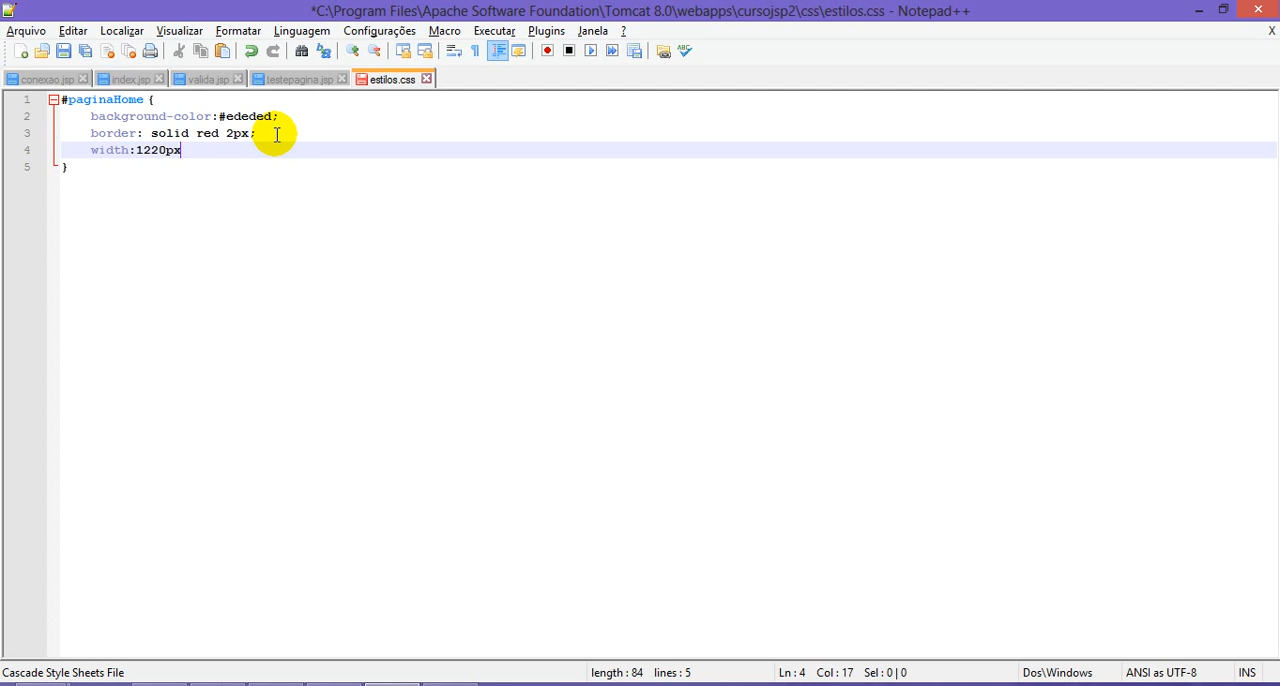 *C:\Program Files\Apache Software Foundation\Tomcat 8.0\webapps\cursojsp2\css\estilos.css - Notepad++
Arquivo Editar Localizar Visualizar Formatar Linguagem Configurações Macro Executar Plugins Janela ? X
conexao.jsp index.jsp valida.jsp testepagina.jsp estilos.css
1 #paginaHome {
2 background-color:#ededed;
3 border: solid red 2px;
4 width:1220px
5 }
Cascade Style Sheets File length : 84 lines : 5 Ln : 4 Col : 17 Sel : 0 | 0 Dos\Windows ANSI as UTF-8 INS